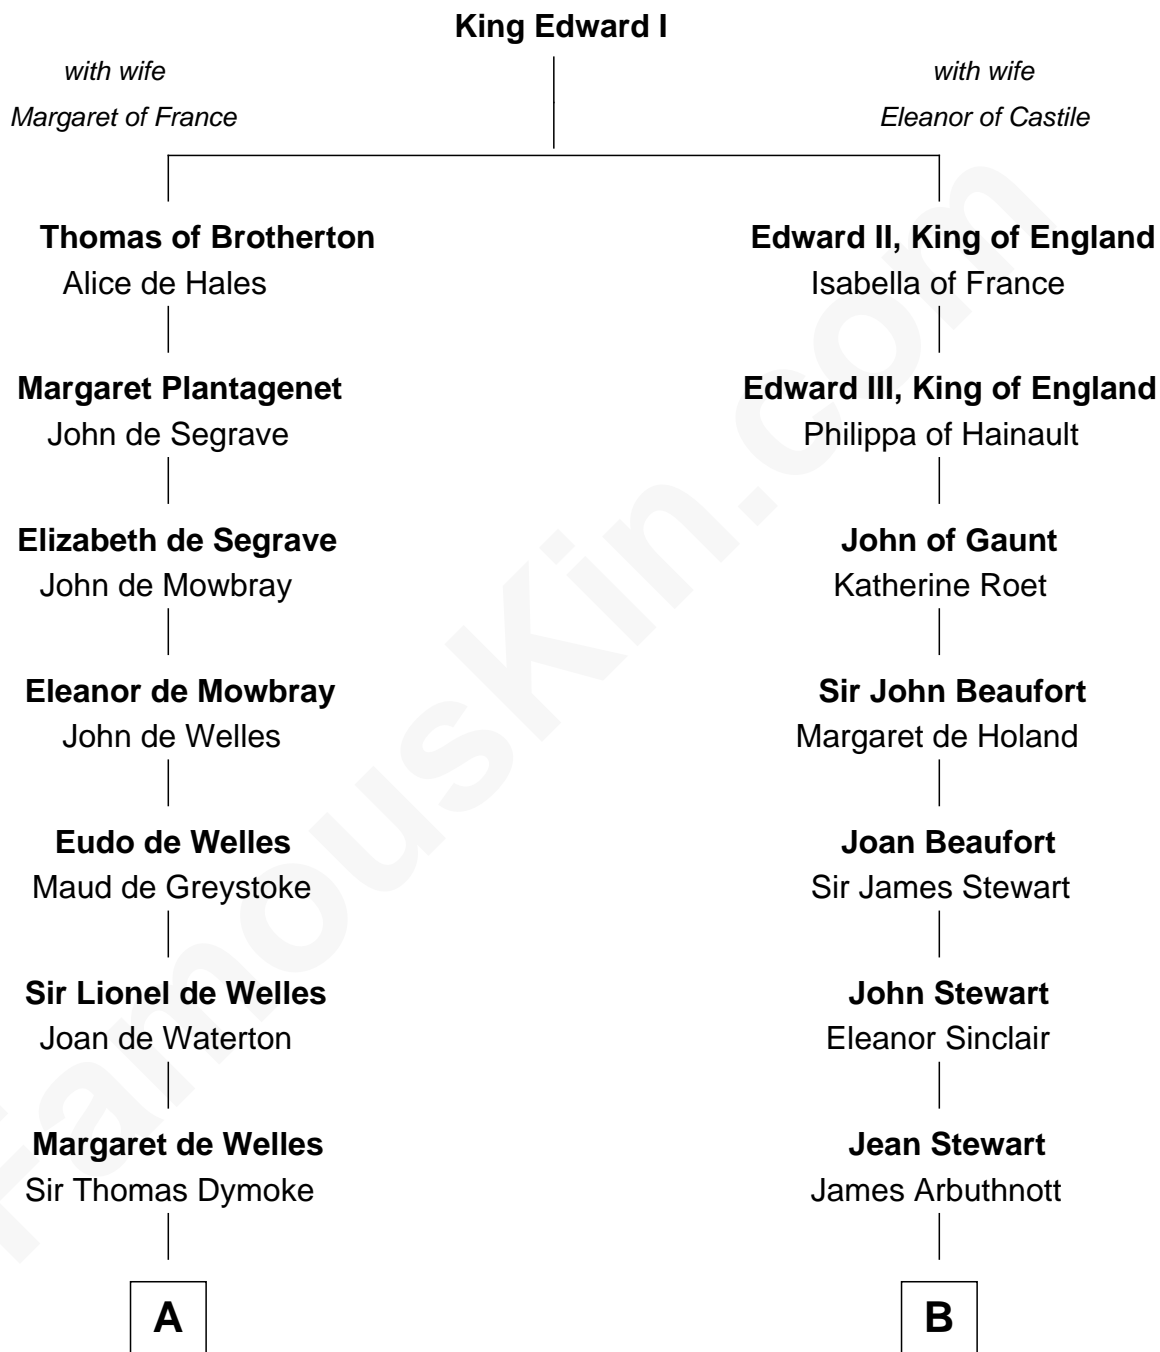 King Edward I
with wife
Margaret of France
with wife
Eleanor of Castile
Thomas of Brotherton
Alice de Hales
Edward II, King of England
Isabella of France
Margaret Plantagenet
John de Segrave
Edward III, King of England
Philippa of Hainault
Elizabeth de Segrave
John de Mowbray
John of Gaunt
Katherine Roet
Eleanor de Mowbray
John de Welles
Sir John Beaufort
Margaret de Holand
Eudo de Welles
Maud de Greystoke
Joan Beaufort
Sir James Stewart
Sir Lionel de Welles
Joan de Waterton
John Stewart
Eleanor Sinclair
Margaret de Welles
Sir Thomas Dymoke
Jean Stewart
James Arbuthnott
A
B
FamousKin.com